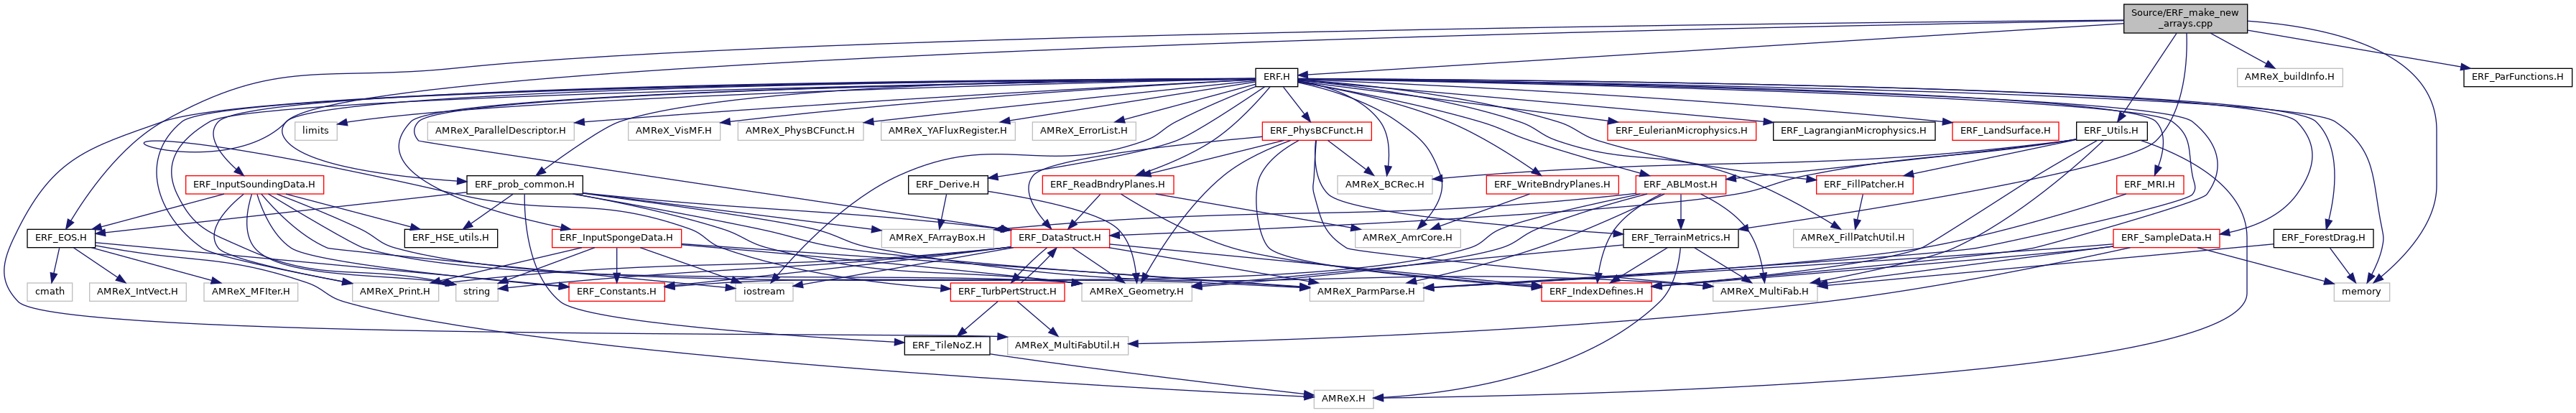 Source/ERF_make_new
_arrays.cpp
ERF.H
AMReX_buildInfo.H
ERF_ParFunctions.H
limits
AMReX_ParallelDescriptor.H
AMReX_VisMF.H
AMReX_PhysBCFunct.H
AMReX_YAFluxRegister.H
AMReX_ErrorList.H
ERF_PhysBCFunct.H
ERF_EulerianMicrophysics.H
ERF_LagrangianMicrophysics.H
ERF_LandSurface.H
ERF_Utils.H
ERF_InputSoundingData.H
ERF_prob_common.H
ERF_Derive.H
ERF_ReadBndryPlanes.H
AMReX_BCRec.H
ERF_WriteBndryPlanes.H
ERF_ABLMost.H
ERF_FillPatcher.H
ERF_MRI.H
ERF_EOS.H
ERF_HSE_utils.H
ERF_InputSpongeData.H
AMReX_FArrayBox.H
ERF_DataStruct.H
AMReX_AmrCore.H
ERF_TerrainMetrics.H
AMReX_FillPatchUtil.H
ERF_SampleData.H
ERF_ForestDrag.H
cmath
AMReX_IntVect.H
AMReX_MFIter.H
AMReX_Print.H
string
ERF_Constants.H
iostream
ERF_TurbPertStruct.H
AMReX_Geometry.H
AMReX_ParmParse.H
ERF_IndexDefines.H
AMReX_MultiFab.H
memory
ERF_TileNoZ.H
AMReX_MultiFabUtil.H
AMReX.H